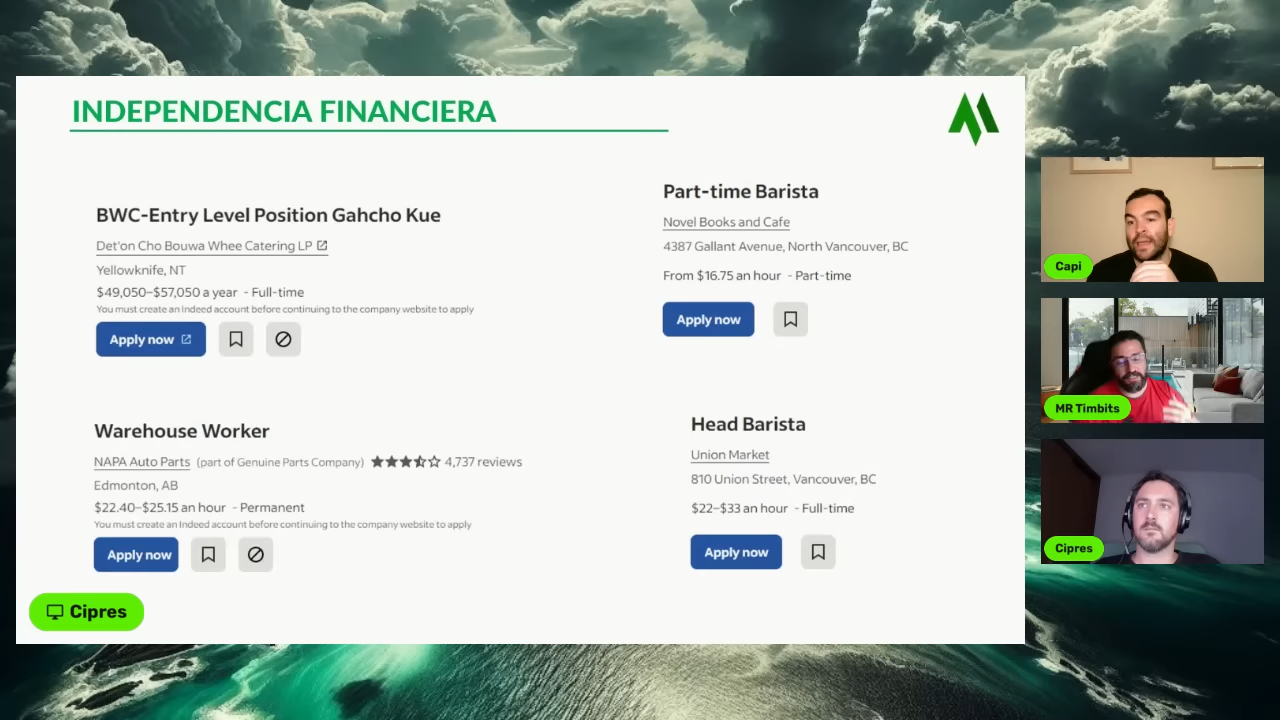 INDEPENDENCIA FINANCIERA
BWC-Entry Level Position Gahcho Kue
Det'on Cho Bouwa Whee Catering LP
Yellowknife, NT
$49,050–$57,050 a year - Full-time
You must create an Indeed account before continuing to the company website to apply
Apply now
Part-time Barista
Novel Books and Cafe
4387 Gallant Avenue, North Vancouver, BC
From $16.75 an hour - Part-time
Apply now
Warehouse Worker
NAPA Auto Parts (part of Genuine Parts Company) 4,737 reviews
Edmonton, AB
$22.40–$25.15 an hour - Permanent
You must create an Indeed account before continuing to the company website to apply
Apply now
Head Barista
Union Market
810 Union Street, Vancouver, BC
$22–$33 an hour - Full-time
Apply now
Cipres
Capi
MR Timbits
Cipres